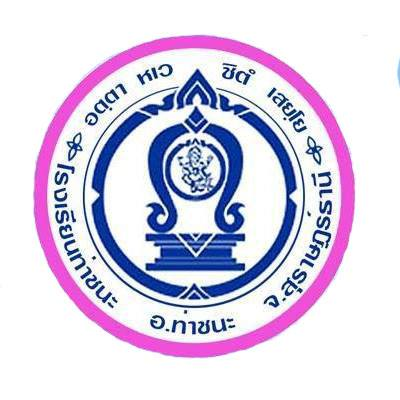 อตฺตา หเว ชิตํ เสยฺโย
โรงเรียนท่าชนะ
อ.ท่าชนะ
จ.สุราษฎร์ธานี